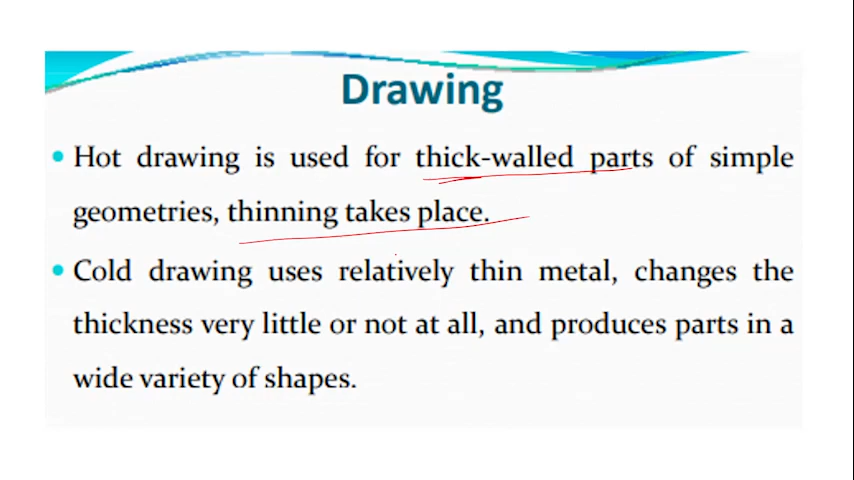 Drawing
• Hot drawing is used for thick-walled parts of simple
geometries, thinning takes place.
• Cold drawing uses relatively thin metal, changes the
thickness very little or not at all, and produces parts in a
wide variety of shapes.